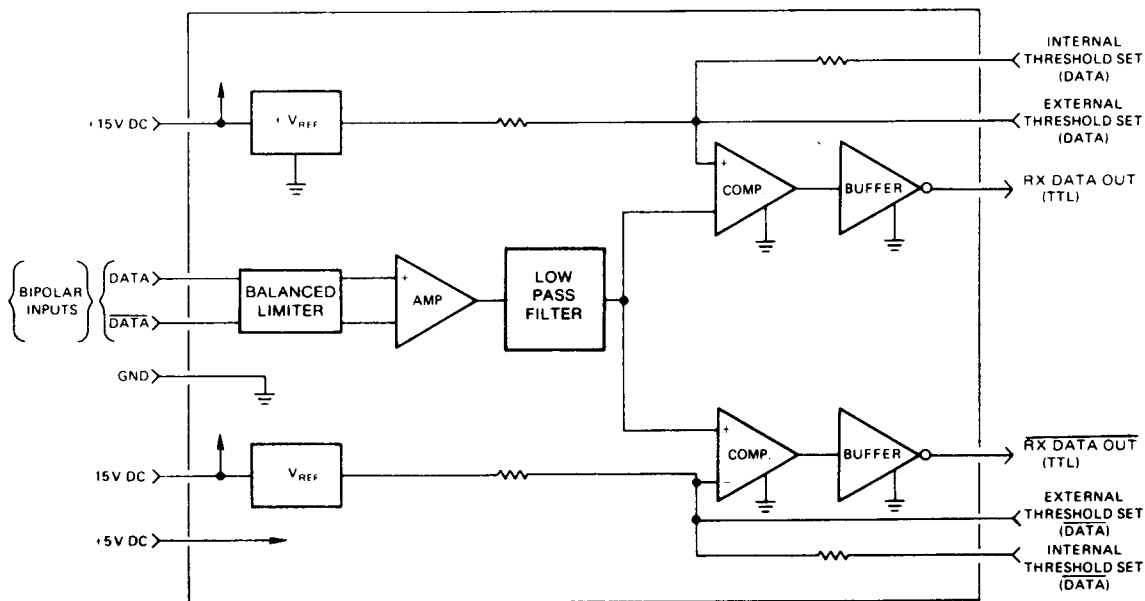 INTERNAL
THRESHOLD SET
(DATA)
+15V DC
+ VREF
EXTERNAL
THRESHOLD SET
(DATA)
+
COMP.
BUFFER
RX DATA OUT
(TTL)
BIPOLAR
INPUTS
DATA
DATA
BALANCED
LIMITER
+
AMP
LOW
PASS
FILTER
GND
15V DC
VREF
+
COMP.
−
BUFFER
RX DATA OUT
(TTL)
EXTERNAL
THRESHOLD SET
(DATA)
+5V DC
INTERNAL
THRESHOLD SET
(DATA)